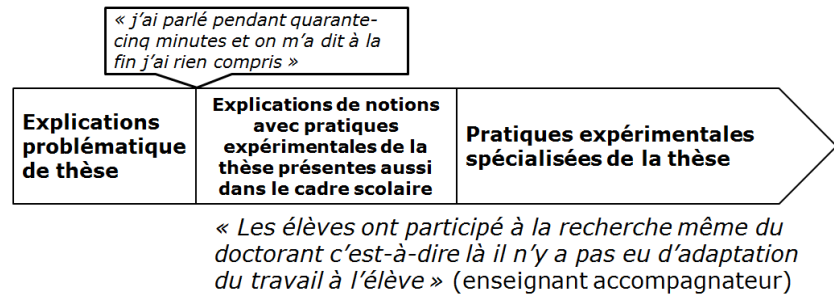 « j’ai parlé pendant quarante-
cinq minutes et on m’a dit à la
fin j’ai rien compris »
Explications
problématique
de thèse
Explications de notions
avec pratiques
expérimentales de la
thèse présentes aussi
dans le cadre scolaire
Pratiques expérimentales
spécialisées de la thèse
« Les élèves ont participé à la recherche même du
doctorant c’est-à-dire là il n’y a pas eu d’adaptation
du travail à l’élève » (enseignant accompagnateur)